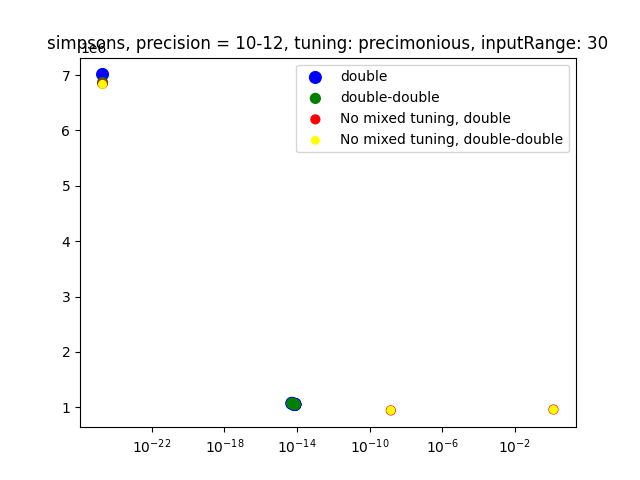 simpsons, precision = 10-12, tuning: precimonious, inputRange: 30
1e6
double
double-double
No mixed tuning, double
No mixed tuning, double-double
7
6
5
4
3
2
1
10⁻²² 10⁻¹⁸ 10⁻¹⁴ 10⁻¹⁰ 10⁻⁶ 10⁻²